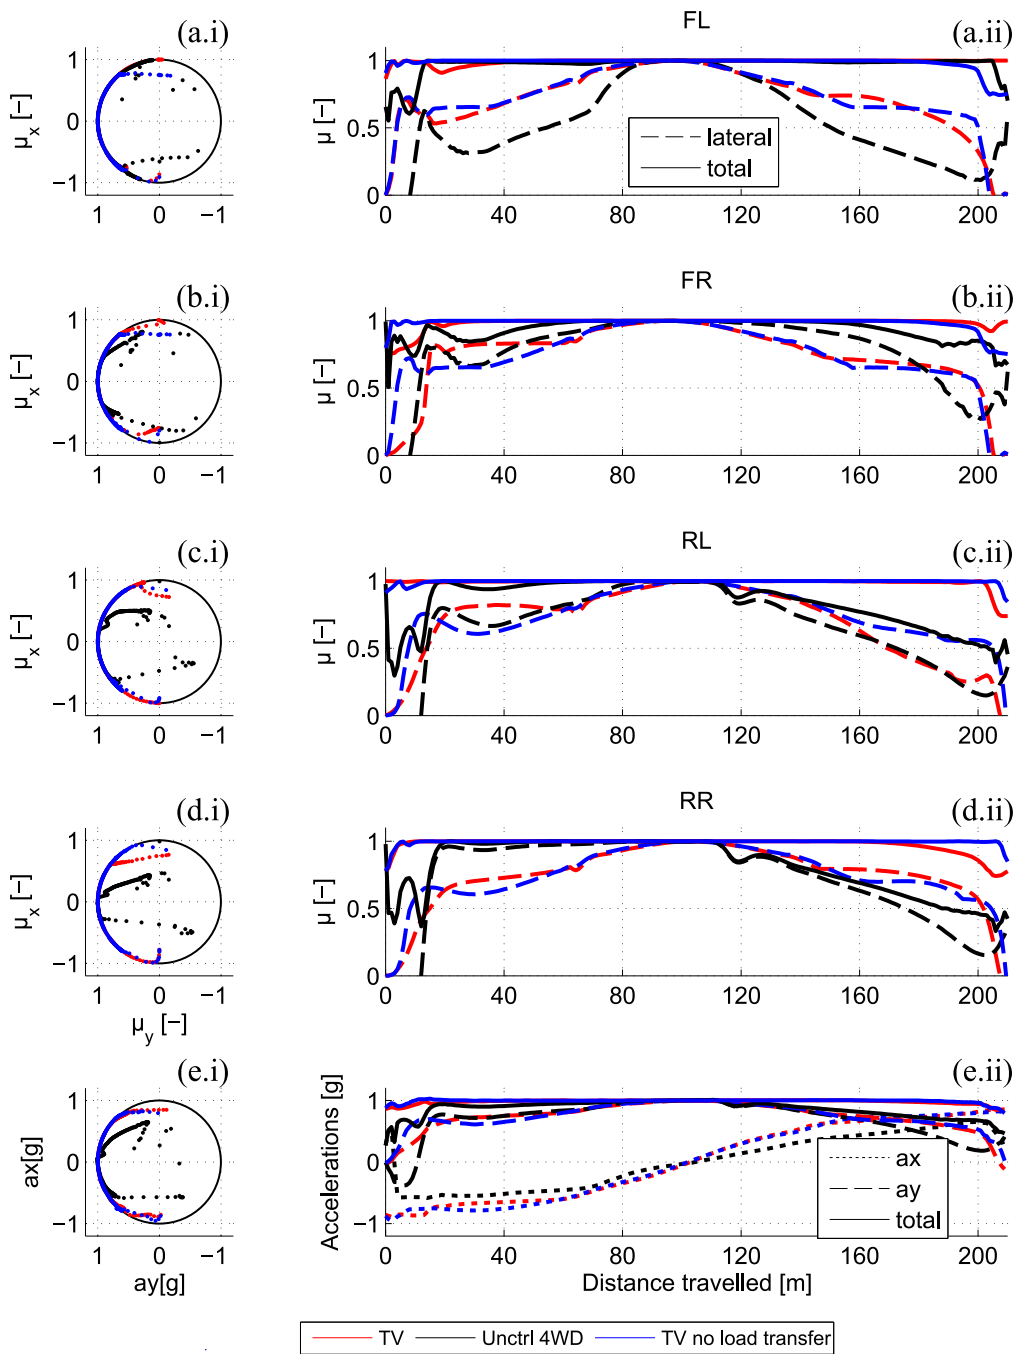 (a.i) FL (a.ii)
1
0
−1
μx [−]
1 0 −1
1
0.5
0
μ [−]
lateral
total
0 40 80 120 160 200
(b.i) FR (b.ii)
1
0
−1
μx [−]
1 0 −1
1
0.5
0
μ [−]
0 40 80 120 160 200
(c.i) RL (c.ii)
1
0
−1
μx [−]
1 0 −1
1
0.5
0
μ [−]
0 40 80 120 160 200
(d.i) RR (d.ii)
1
0
−1
μx [−]
1 0 −1
μy [−]
1
0.5
0
μ [−]
0 40 80 120 160 200
(e.i) (e.ii)
1
0
−1
ax[g]
1 0 −1
ay[g]
1
0
−1
Accelerations [g]
ax
ay
total
0 40 80 120 160 200
Distance travelled [m]
TV Unctrl 4WD TV no load transfer